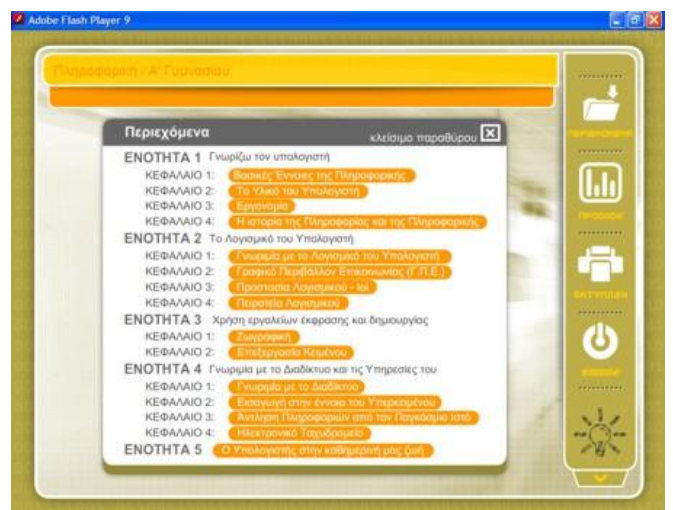 Adobe Flash Player 9
Πληροφορική / Α' Γυμνασίου
Περιεχόμενα
κλείσιμο παραθύρου
ΕΝΟΤΗΤΑ 1 Γνωρίζω τον υπολογιστή
ΚΕΦΑΛΑΙΟ 1: Βασικές Έννοιες της Πληροφορικής
ΚΕΦΑΛΑΙΟ 2: Το Υλικό του Υπολογιστή
ΚΕΦΑΛΑΙΟ 3: Εργονομία
ΚΕΦΑΛΑΙΟ 4: Η ιστορία της Πληροφορίας και της Πληροφορικής
ΕΝΟΤΗΤΑ 2 Το Λογισμικό του Υπολογιστή
ΚΕΦΑΛΑΙΟ 1: Γνωριμία με το Λογισμικό του Υπολογιστή
ΚΕΦΑΛΑΙΟ 2: Γραφικό Περιβάλλον Επικοινωνίας (Γ.Π.Ε.)
ΚΕΦΑΛΑΙΟ 3: Προστασία Λογισμικού - Ιοί
ΚΕΦΑΛΑΙΟ 4: Πειρατεία Λογισμικού
ΕΝΟΤΗΤΑ 3 Χρήση εργαλείων έκφρασης και δημιουργίας
ΚΕΦΑΛΑΙΟ 1: Ζωγραφική
ΚΕΦΑΛΑΙΟ 2: Επεξεργασία Κειμένου
ΕΝΟΤΗΤΑ 4 Γνωριμία με το Διαδίκτυο και τις Υπηρεσίες του
ΚΕΦΑΛΑΙΟ 1: Γνωριμία με το Διαδίκτυο
ΚΕΦΑΛΑΙΟ 2: Εισαγωγή στην έννοια του Υπερκειμένου
ΚΕΦΑΛΑΙΟ 3: Άντληση Πληροφοριών από τον Παγκόσμιο Ιστό
ΚΕΦΑΛΑΙΟ 4: Ηλεκτρονικό Ταχυδρομείο
ΕΝΟΤΗΤΑ 5 Ο Υπολογιστής στην καθημερινή μας ζωή
ΠΕΡΙΕΧΟΜΕΝΑ
ΠΡΟΟΔΟΣ
ΕΚΤΥΠΩΣΗ
ΕΞΟΔΟΣ